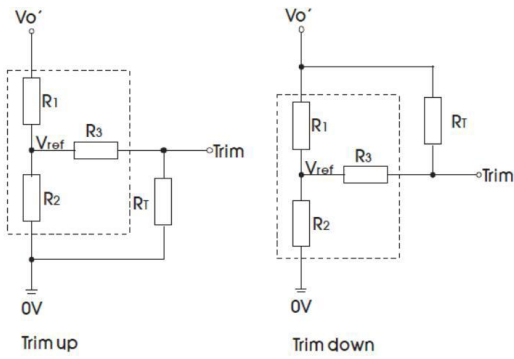 Vo´
R1
Vref
R3
Trim
R2
RT
0V
Trim up
Vo´
R1
RT
Vref
R3
Trim
R2
0V
Trim down